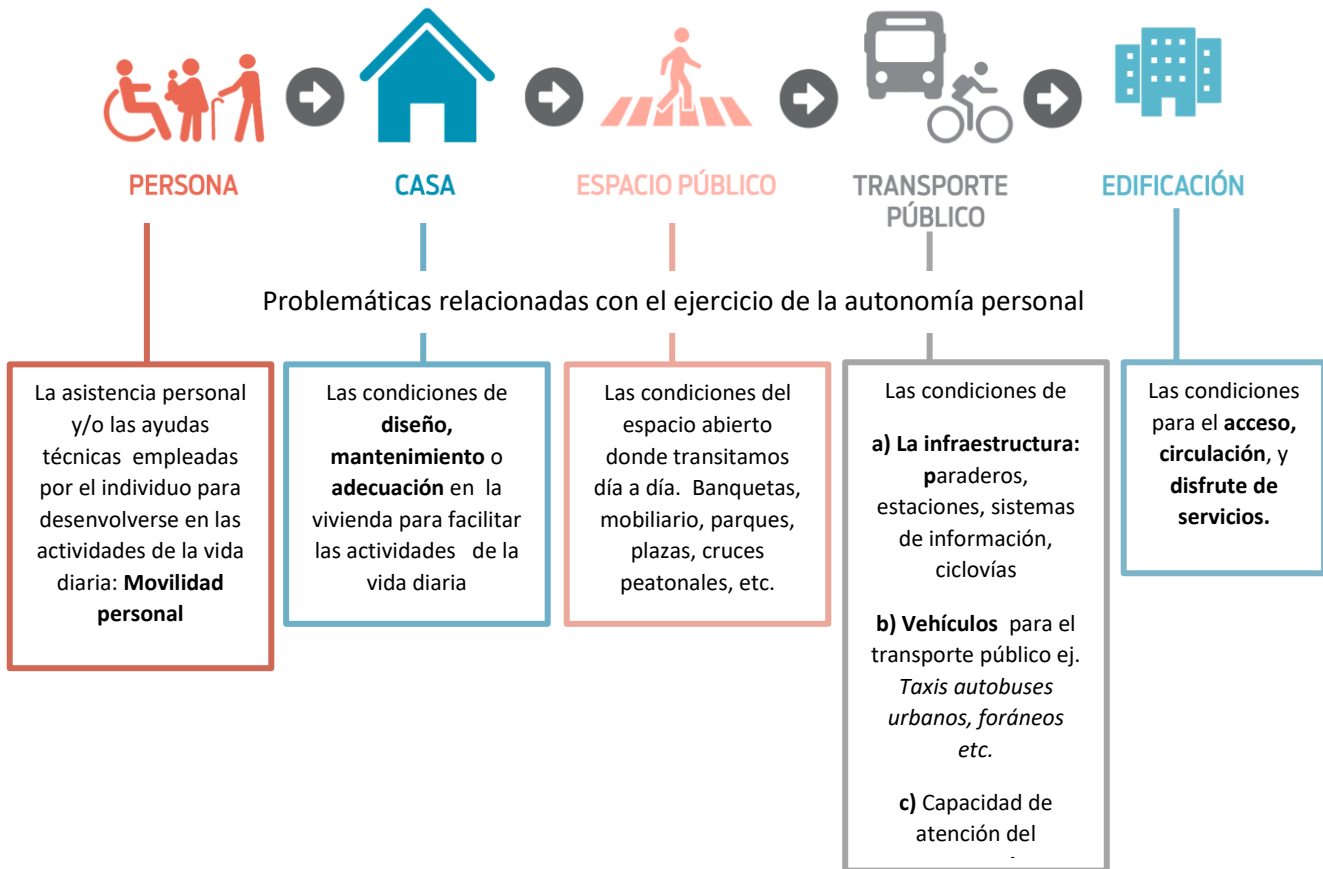 PERSONA
CASA
ESPACIO PÚBLICO
TRANSPORTE
PÚBLICO
EDIFICACIÓN
Problemáticas relacionadas con el ejercicio de la autonomía personal
La asistencia personal
y/o las ayudas
técnicas empleadas
por el individuo para
desenvolverse en las
actividades de la vida
diaria: Movilidad
personal
Las condiciones de
diseño,
mantenimiento o
adecuación en la
vivienda para facilitar
las actividades de la
vida diaria
Las condiciones del
espacio abierto
donde transitamos
día a día. Banquetas,
mobiliario, parques,
plazas, cruces
peatonales, etc.
Las condiciones de
a) La infraestructura:
paraderos,
estaciones, sistemas
de información,
ciclovías
b) Vehículos para el
transporte público ej.
Taxis autobuses
urbanos, foráneos
etc.
c) Capacidad de
atención del
Las condiciones
para el acceso,
circulación, y
disfrute de
servicios.